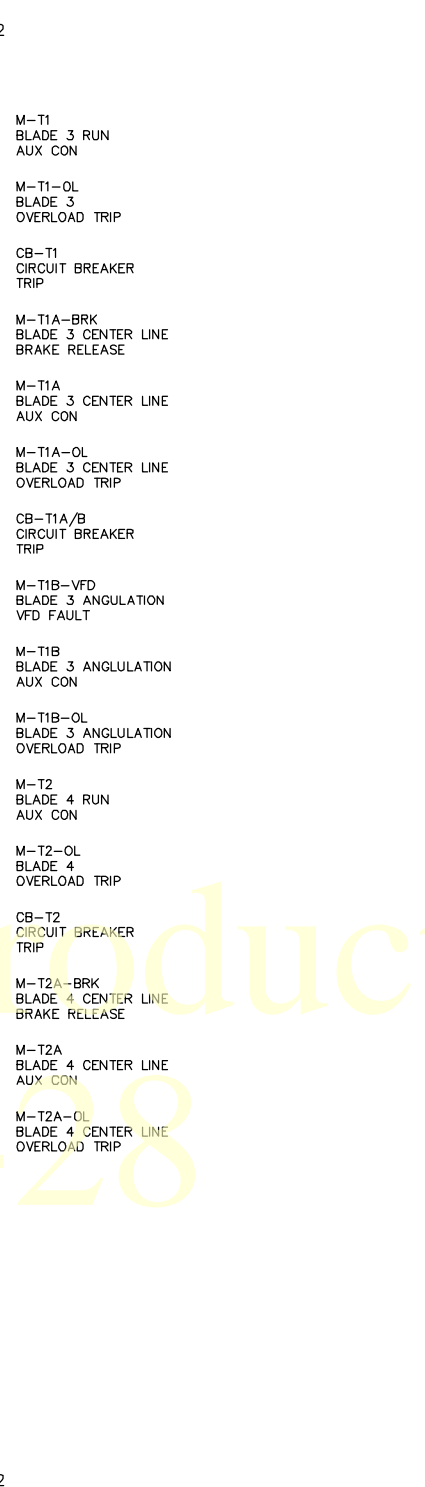 2
M-T1
BLADE 3 RUN
AUX CON
M-T1-OL
BLADE 3
OVERLOAD TRIP
CB-T1
CIRCUIT BREAKER
TRIP
M-T1A-BRK
BLADE 3 CENTER LINE
BRAKE RELEASE
M-T1A
BLADE 3 CENTER LINE
AUX CON
M-T1A-OL
BLADE 3 CENTER LINE
OVERLOAD TRIP
CB-T1A/B
CIRCUIT BREAKER
TRIP
M-T1B-VFD
BLADE 3 ANGULATION
VFD FAULT
M-T1B
BLADE 3 ANGLULATION
AUX CON
M-T1B-OL
BLADE 3 ANGLULATION
OVERLOAD TRIP
M-T2
BLADE 4 RUN
AUX CON
M-T2-OL
BLADE 4
OVERLOAD TRIP
CB-T2
CIRCUIT BREAKER
TRIP
M-T2A-BRK
BLADE 4 CENTER LINE
BRAKE RELEASE
M-T2A
BLADE 4 CENTER LINE
AUX CON
M-T2A-OL
BLADE 4 CENTER LINE
OVERLOAD TRIP
roduc
-28
2